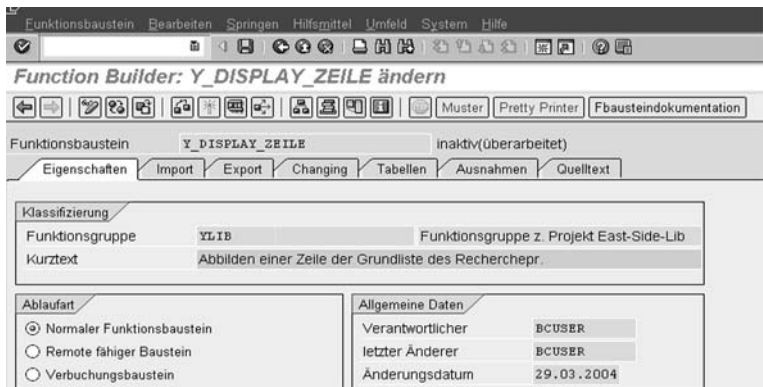 Funktionsbaustein Bearbeiten Springen Hilfsmittel Umfeld System Hilfe
Function Builder: Y_DISPLAY_ZEILE ändern
Muster Pretty Printer Fbausteindokumentation
Funktionsbaustein Y_DISPLAY_ZEILE inaktiv(überarbeitet)
Eigenschaften Import Export Changing Tabellen Ausnahmen Quelltext
Klassifizierung
Funktionsgruppe YLIB Funktionsgruppe z. Projekt East-Side-Lib
Kurztext Abbilden einer Zeile der Grundliste des Recherchepr.
Ablaufart Allgemeine Daten
Normaler Funktionsbaustein Verantwortlicher BCUSER
Remote fähiger Baustein letzter Änderer BCUSER
Verbuchungsbaustein Änderungsdatum 29.03.2004